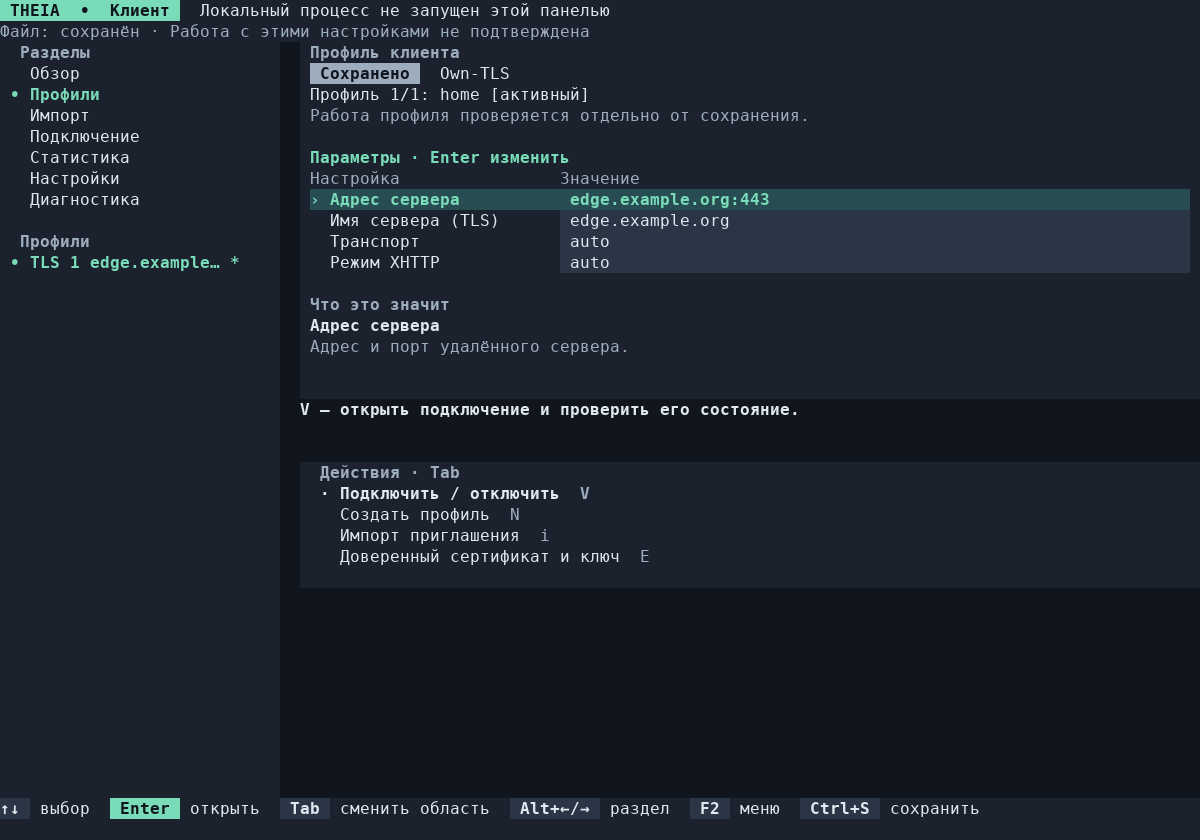 THEIA • Клиент Локальный процесс не запущен этой панелью
Файл: сохранён · Работа с этими настройками не подтверждена
Разделы
Обзор
• Профили
Импорт
Подключение
Статистика
Настройки
Диагностика
Профили
• TLS 1 edge.example… *
Профиль клиента
Сохранено Own-TLS
Профиль 1/1: home [активный]
Работа профиля проверяется отдельно от сохранения.
Параметры · Enter изменить
Настройка Значение
› Адрес сервера edge.example.org:443
Имя сервера (TLS) edge.example.org
Транспорт auto
Режим XHTTP auto
Что это значит
Адрес сервера
Адрес и порт удалённого сервера.
V — открыть подключение и проверить его состояние.
Действия · Tab
· Подключить / отключить V
Создать профиль N
Импорт приглашения i
Доверенный сертификат и ключ E
↑↓ выбор Enter открыть Tab сменить область Alt+←/→ раздел F2 меню Ctrl+S сохранить